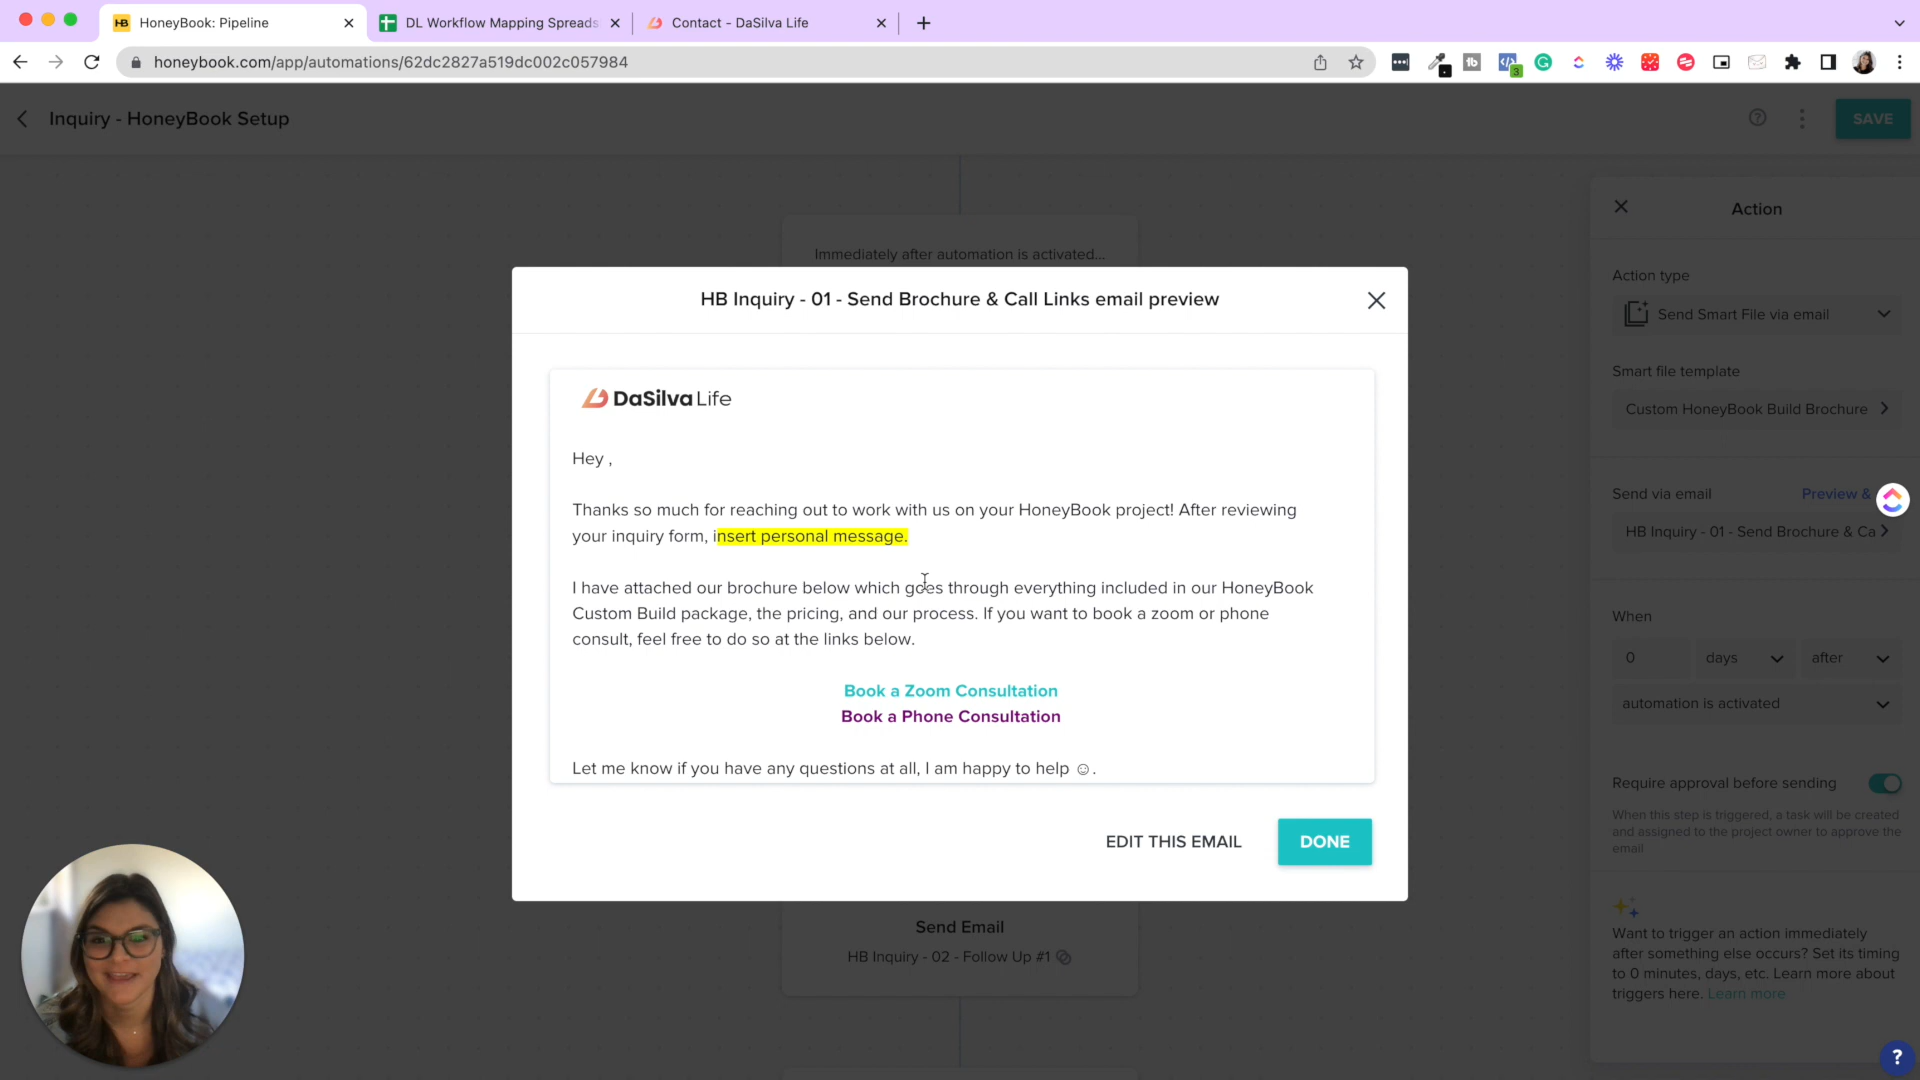 HoneyBook: Pipeline
DL Workflow Mapping Spreads
Contact - DaSilva Life
honeybook.com/app/automations/62dc2827a519dc002c057984
Inquiry - HoneyBook Setup
SAVE
Immediately after automation is activated...
HB Inquiry - 01 - Send Brochure & Call Links email preview
DaSilva Life
Hey ,
Thanks so much for reaching out to work with us on your HoneyBook project! After reviewing
your inquiry form, insert personal message.
I have attached our brochure below which goes through everything included in our HoneyBook
Custom Build package, the pricing, and our process. If you want to book a zoom or phone
consult, feel free to do so at the links below.
Book a Zoom Consultation
Book a Phone Consultation
Let me know if you have any questions at all, I am happy to help ☺.
EDIT THIS EMAIL
DONE
Send Email
HB Inquiry - 02 - Follow Up #1
Action
Action type
Send Smart File via email
Smart file template
Custom HoneyBook Build Brochure
Send via email
Preview &
HB Inquiry - 01 - Send Brochure & Ca
When
0
days
after
automation is activated
Require approval before sending
When this step is triggered, a task will be created
and assigned to the project owner to approve the
email
Want to trigger an action immediately
after something else occurs? Set its timing
to 0 minutes, days, etc. Learn more about
triggers here. Learn more
?